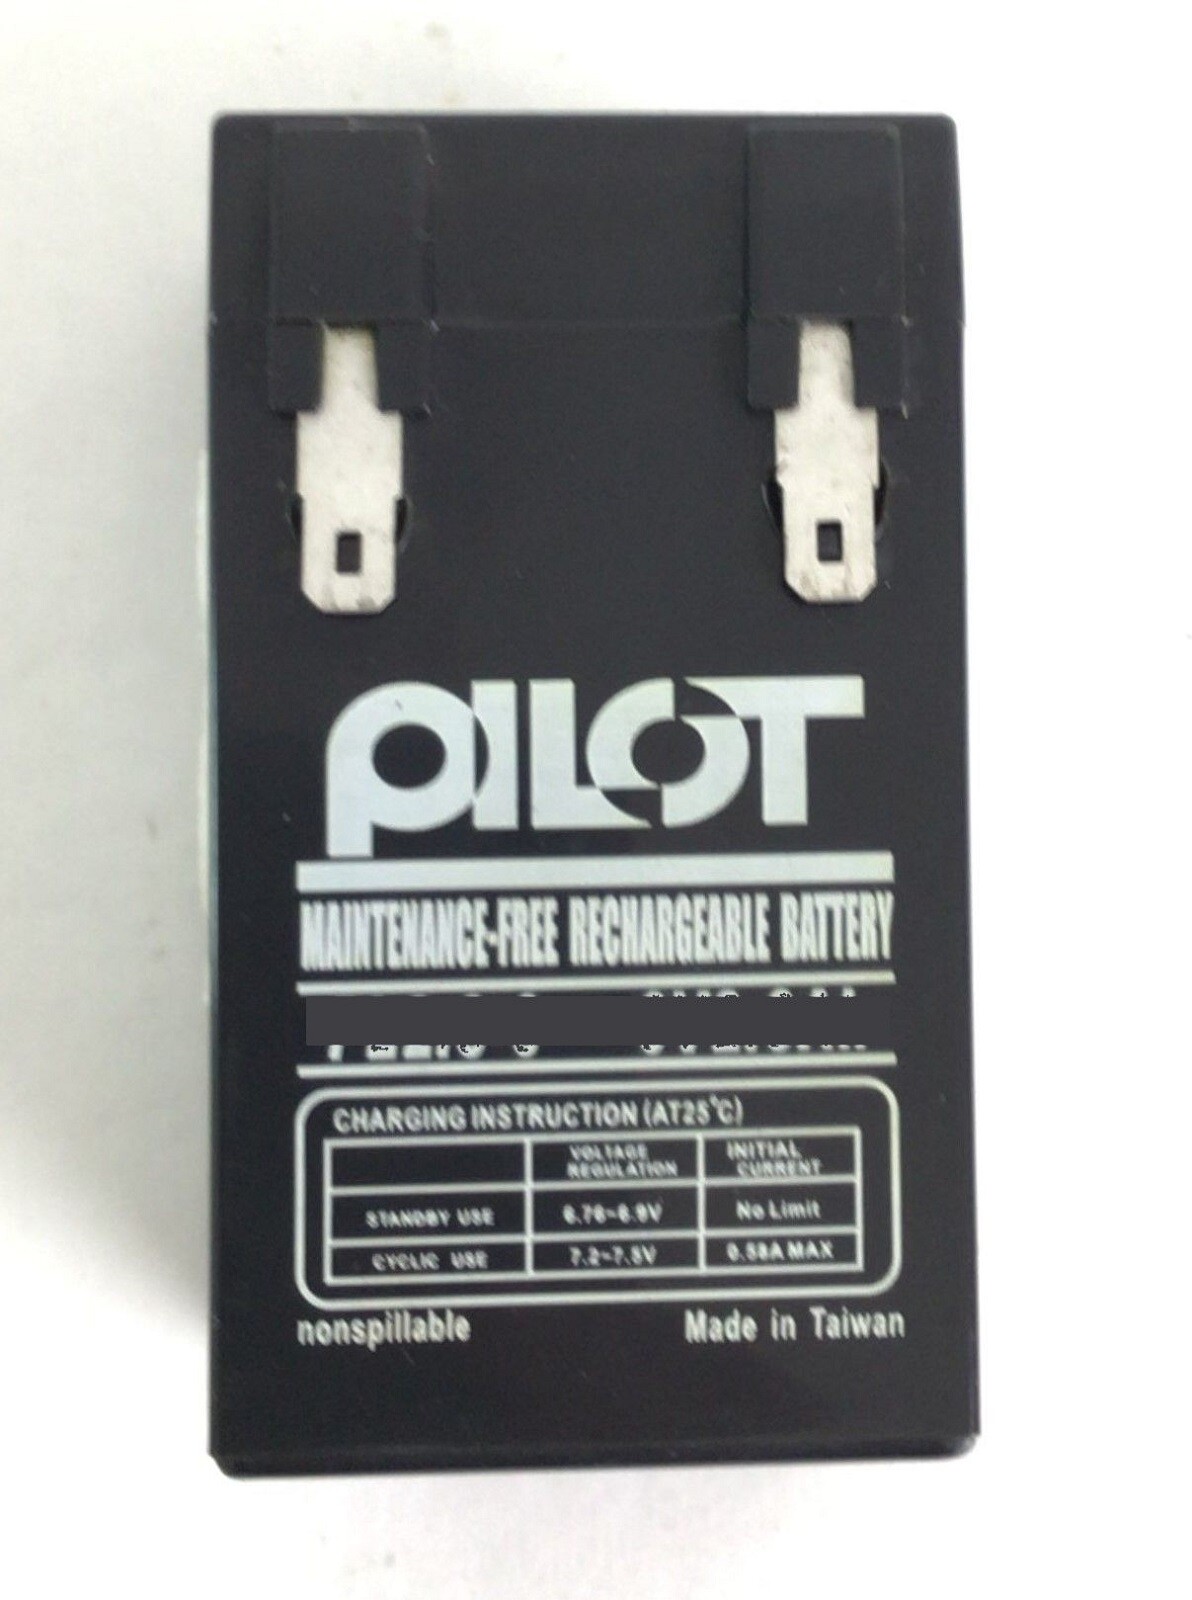 PILOT
MAINTENANCE-FREE RECHARGEABLE BATTERY
CHARGING INSTRUCTION (AT25°C)
VOLTAGE REGULATION INITIAL CURRENT
STANDBY USE 6.76~6.9V No Limit
CYCLIC USE 7.2~7.5V 0.58A MAX
nonspillable Made in Taiwan